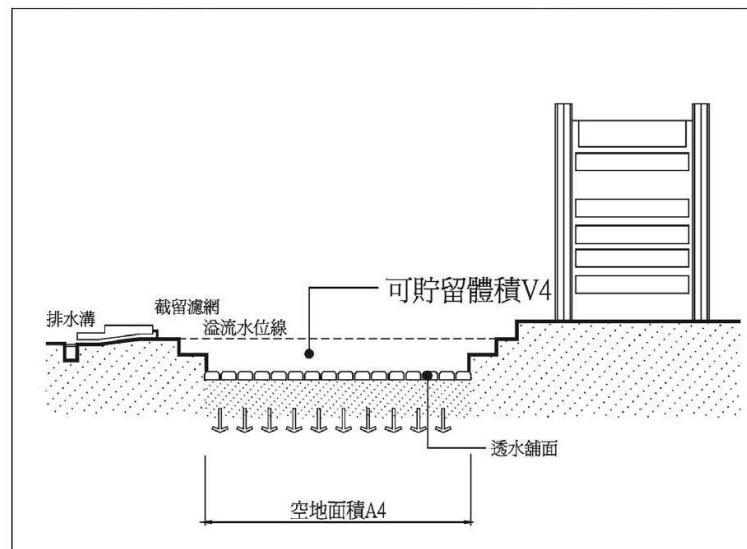 可貯留體積V4
截留濾網
排水溝
溢流水位線
透水舖面
空地面積A4